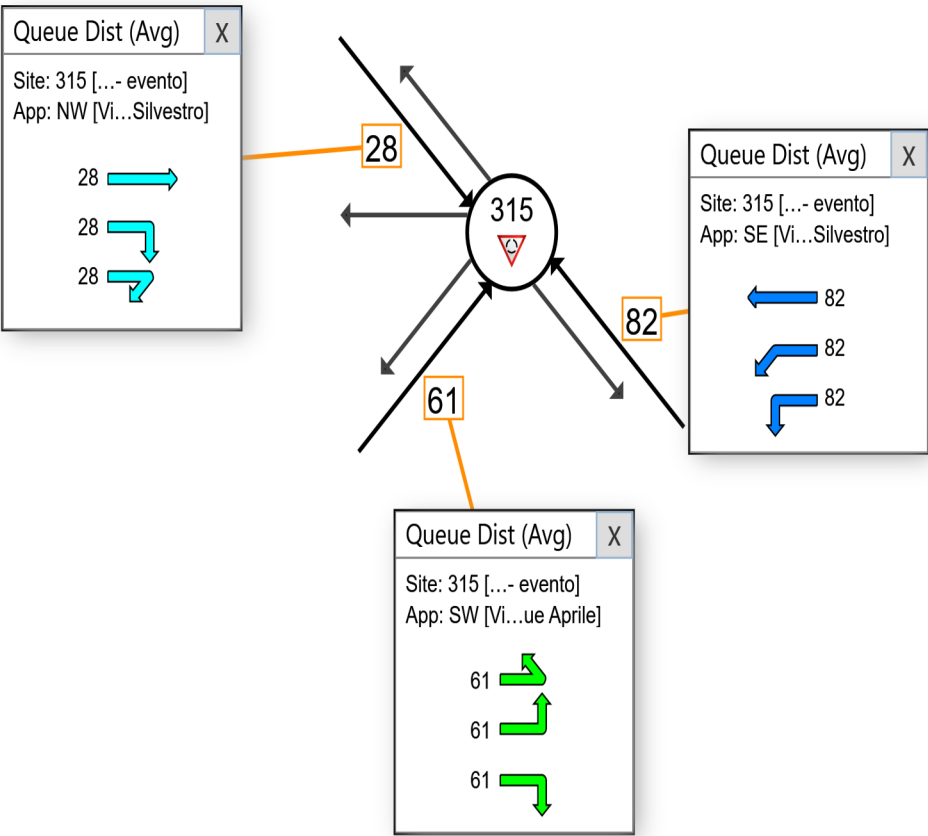 Queue Dist (Avg) X
Site: 315 [...- evento]
App: NW [Vi...Silvestro]
28
28
28
28
315
Queue Dist (Avg) X
Site: 315 [...- evento]
App: SE [Vi...Silvestro]
82
82
82
82
61
Queue Dist (Avg) X
Site: 315 [...- evento]
App: SW [Vi...ue Aprile]
61
61
61